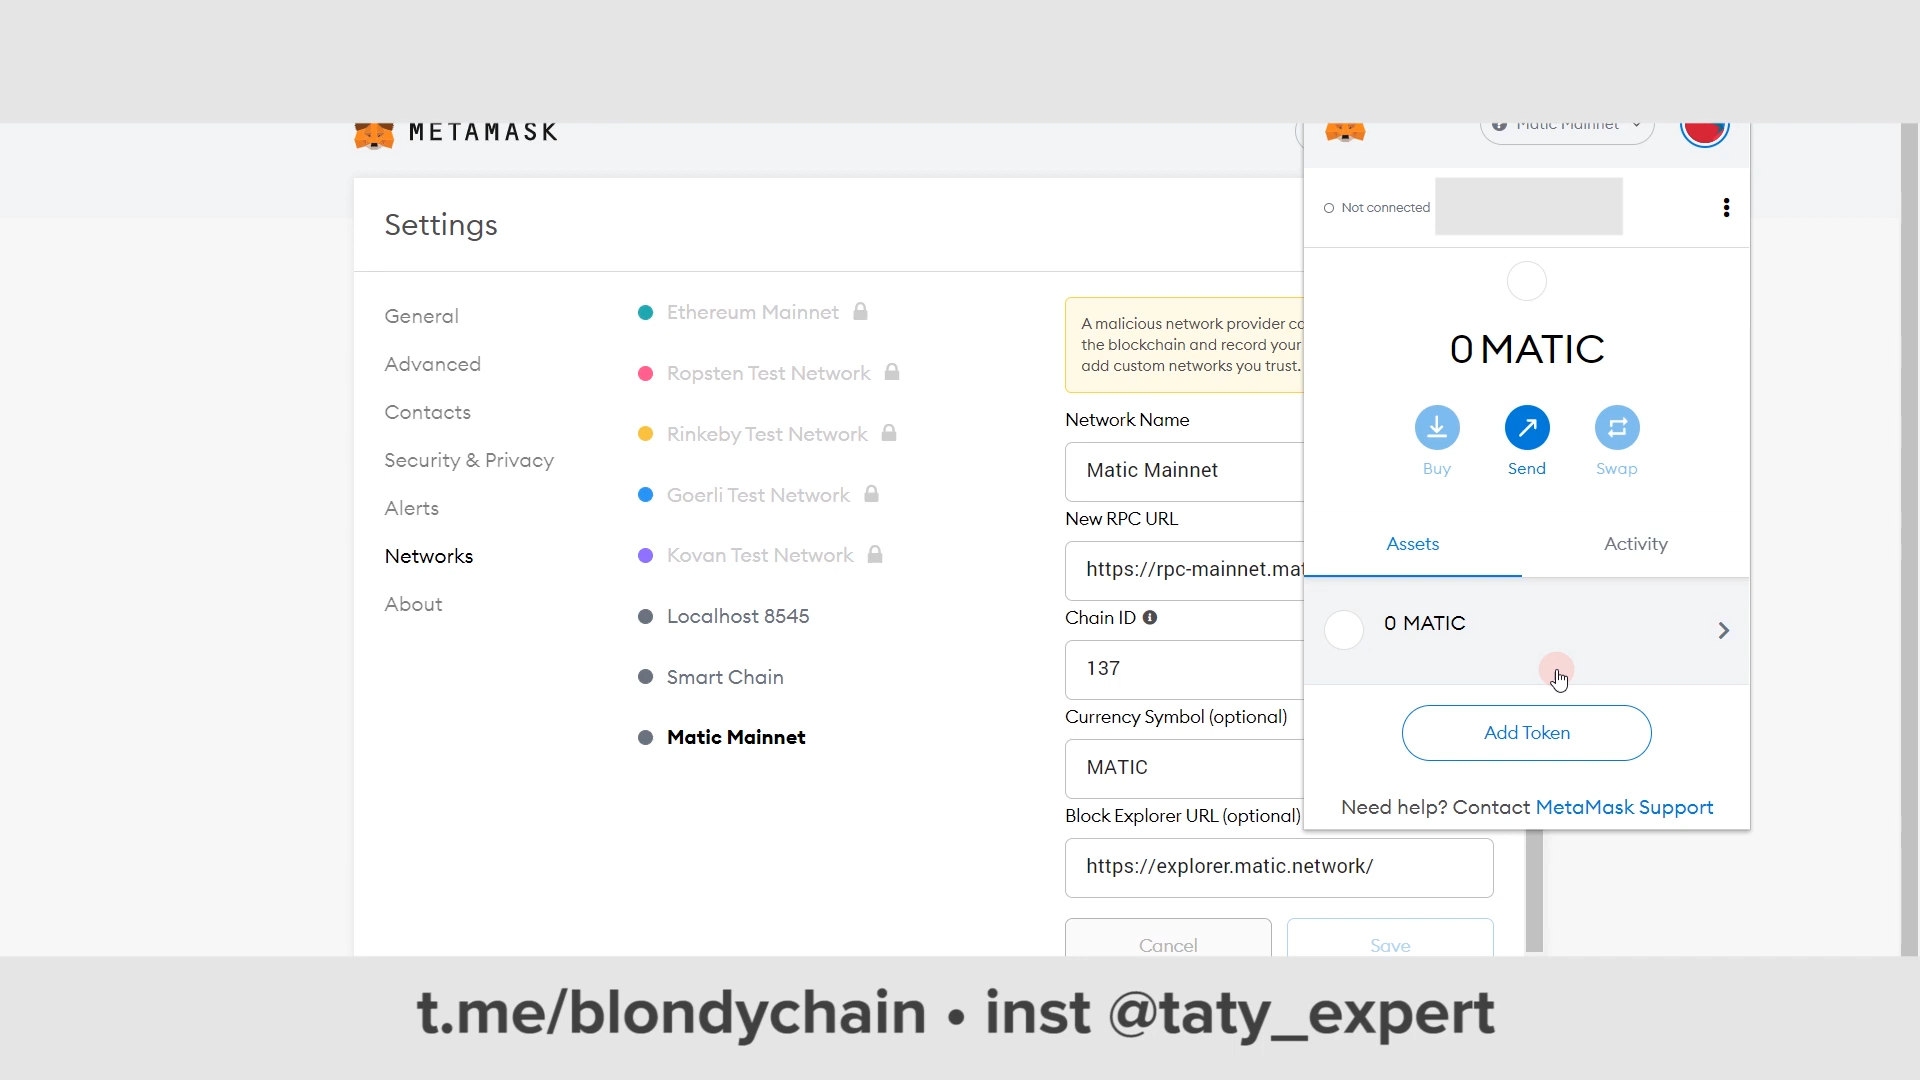 METAMASK
Matic Mainnet
Settings
Not connected
General
Advanced
Contacts
Security & Privacy
Alerts
Networks
About
Ethereum Mainnet
Ropsten Test Network
Rinkeby Test Network
Goerli Test Network
Kovan Test Network
Localhost 8545
Smart Chain
Matic Mainnet
A malicious network provider
the blockchain and record your
add custom networks you trust.
Network Name
Matic Mainnet
New RPC URL
https://rpc-mainnet.mat
Chain ID
137
Currency Symbol (optional)
MATIC
Block Explorer URL (optional)
https://explorer.matic.network/
Cancel
Save
0 MATIC
Buy
Send
Swap
Assets
Activity
0 MATIC
Add Token
Need help? Contact MetaMask Support
t.me/blondychain • inst @taty_expert